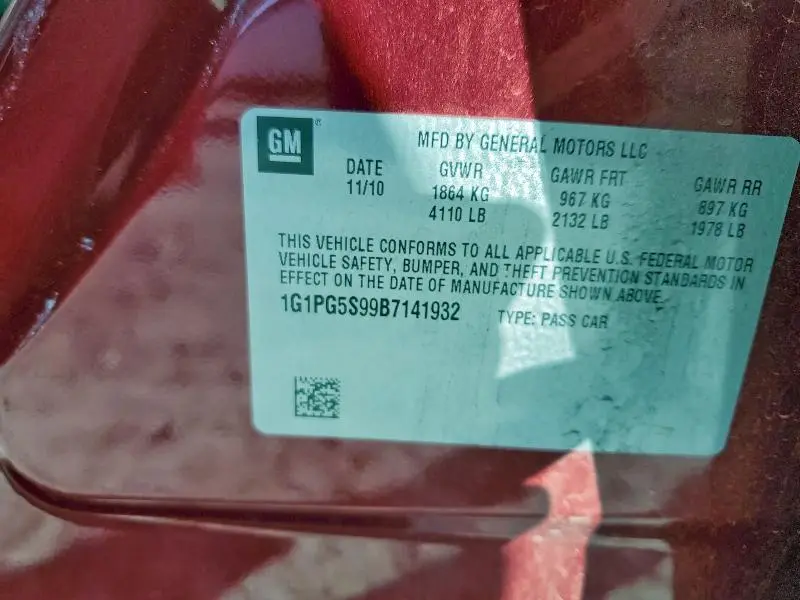 GM®
MFD BY GENERAL MOTORS LLC
DATE GVWR GAWR FRT GAWR RR
11/10 1864 KG 967 KG 897 KG
4110 LB 2132 LB 1978 LB
THIS VEHICLE CONFORMS TO ALL APPLICABLE U.S. FEDERAL MOTOR
VEHICLE SAFETY, BUMPER, AND THEFT PREVENTION STANDARDS IN
EFFECT ON THE DATE OF MANUFACTURE SHOWN ABOVE.
1G1PG5S99B7141932 TYPE: PASS CAR